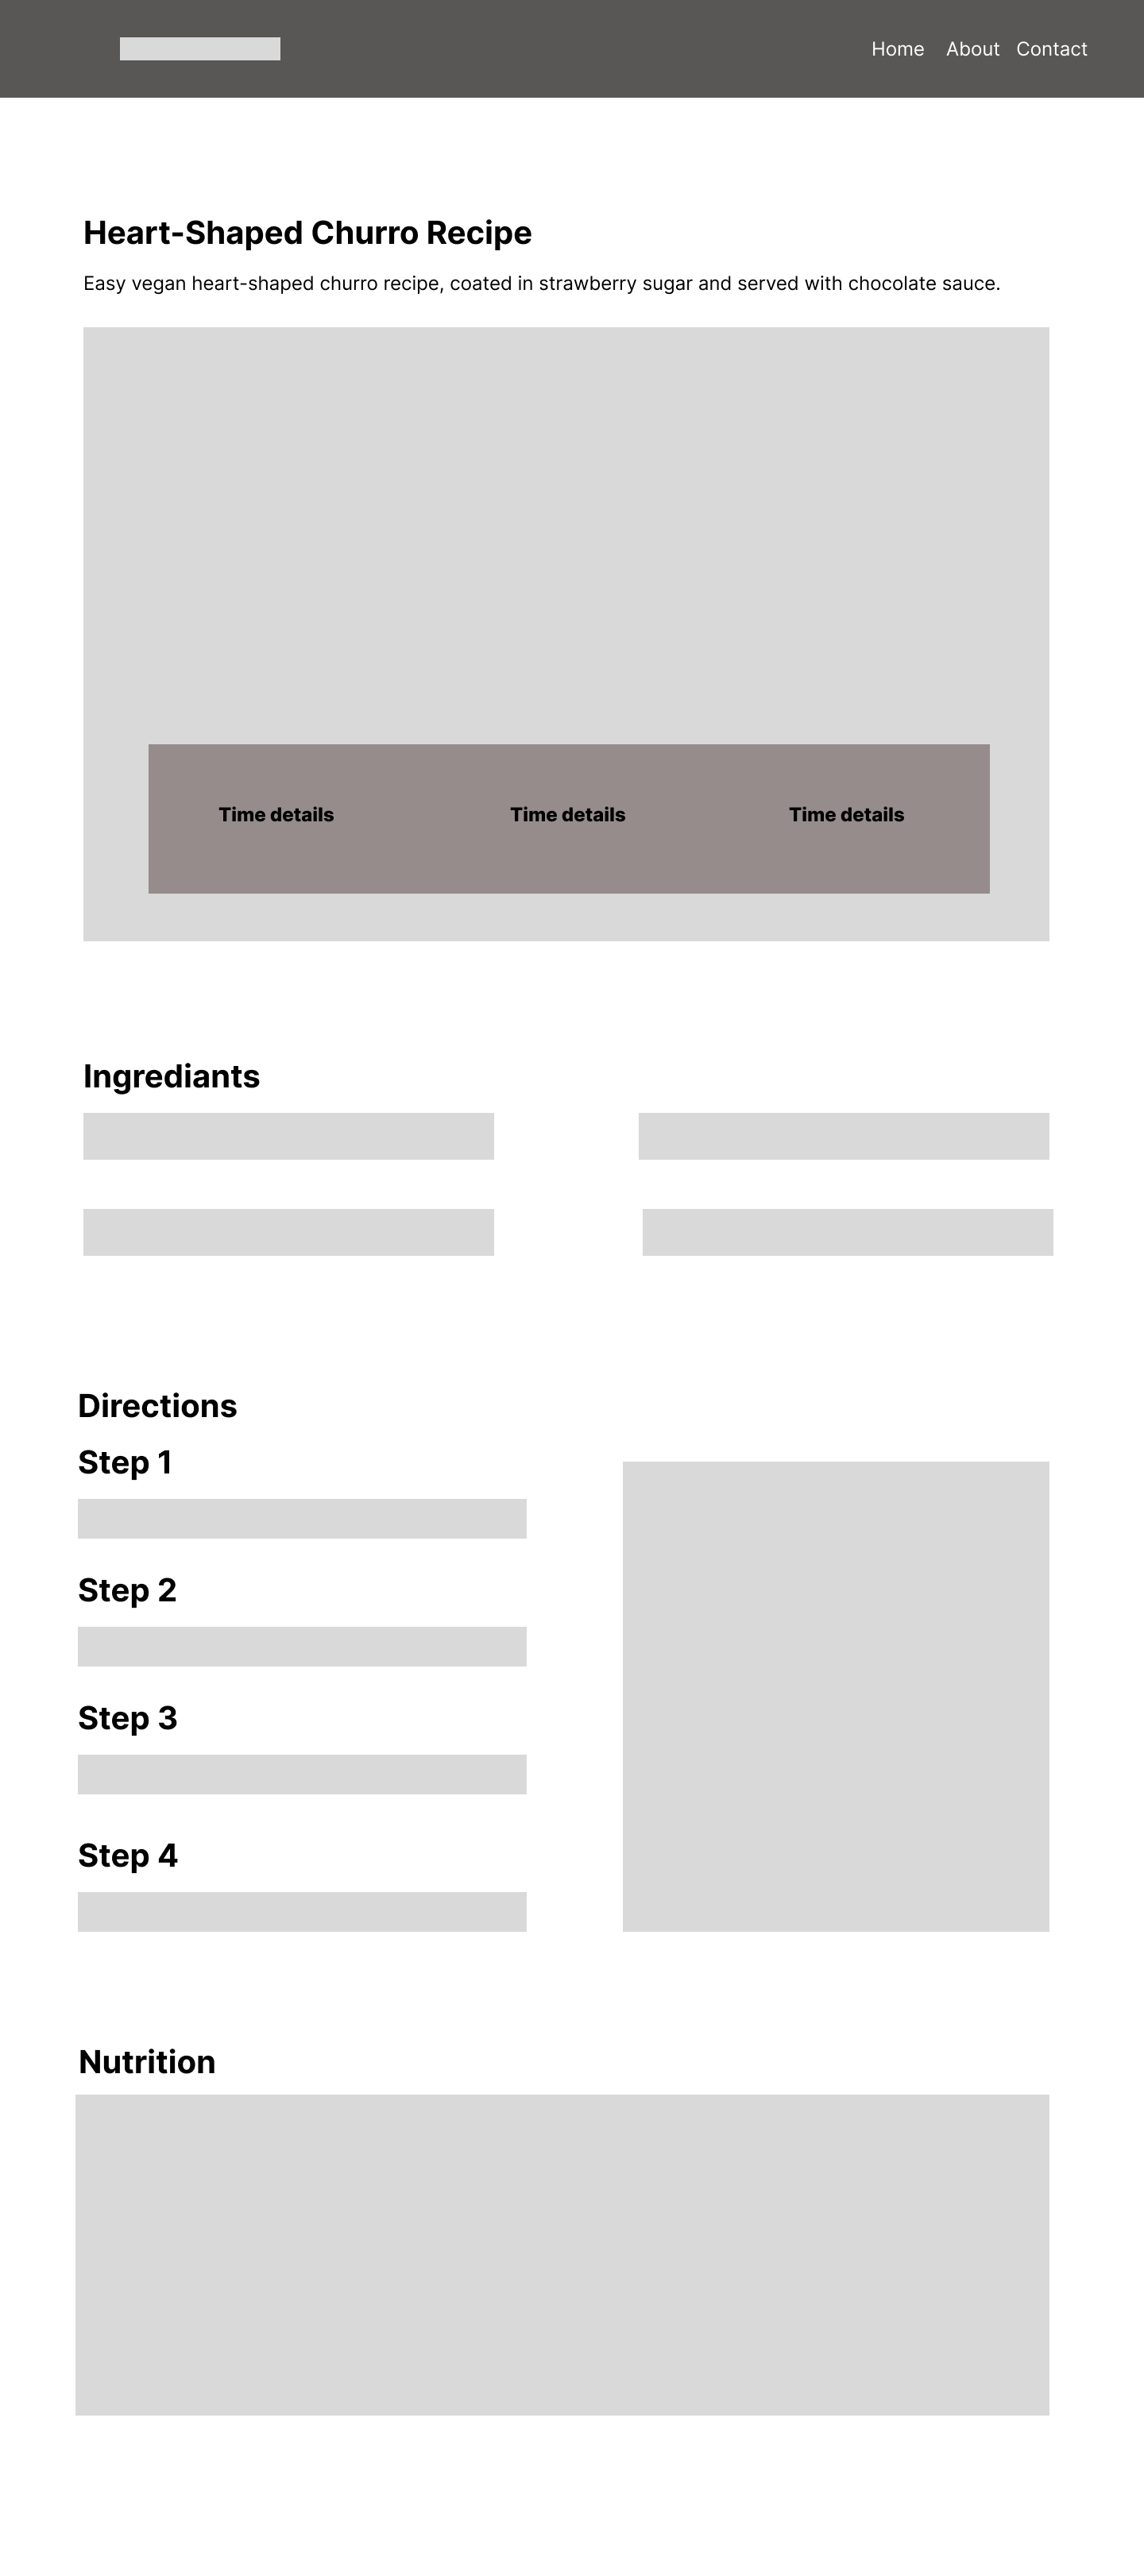 Home About Contact
Heart-Shaped Churro Recipe
Easy vegan heart-shaped churro recipe, coated in strawberry sugar and served with chocolate sauce.
Time details Time details Time details
Ingrediants
Directions
Step 1
Step 2
Step 3
Step 4
Nutrition